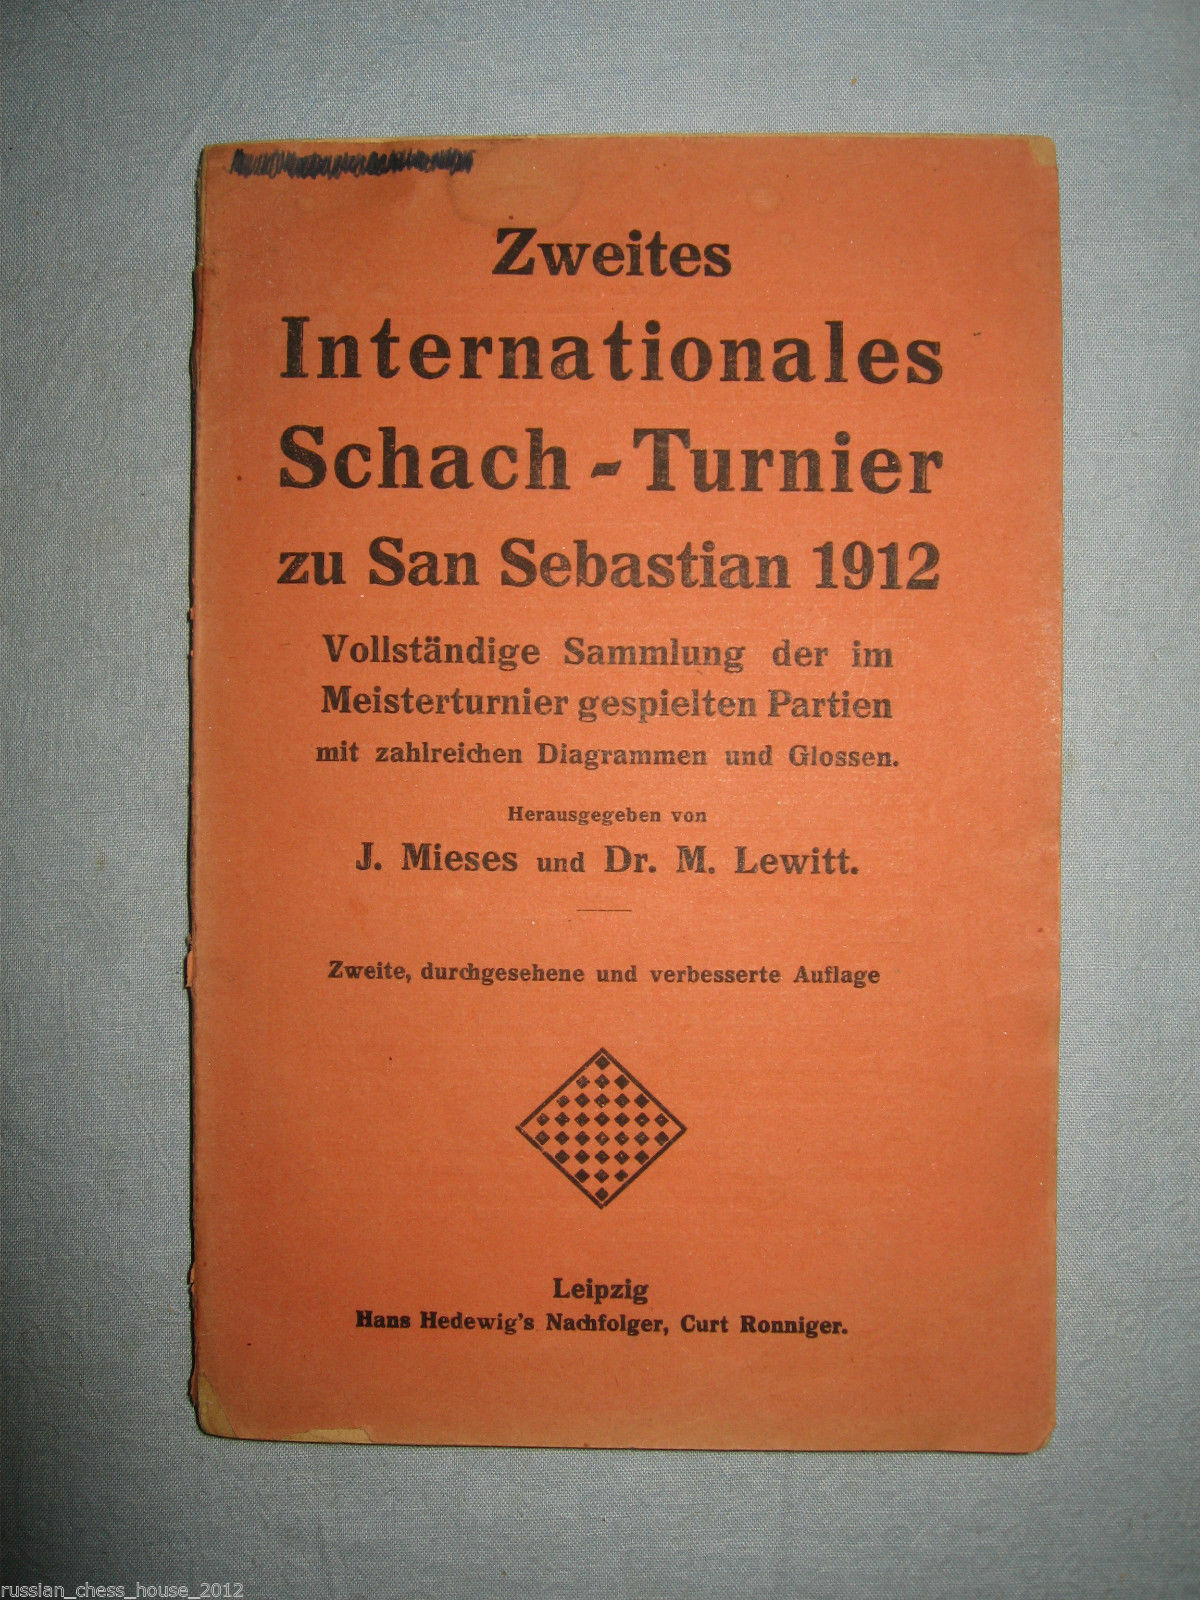 Zweites
Internationales
Schach-Turnier
zu San Sebastian 1912
Vollständige Sammlung der im
Meisterturnier gespielten Partien
mit zahlreichen Diagrammen und Glossen.
Herausgegeben von
J. Mieses und Dr. M. Lewitt.
Zweite, durchgesehene und verbesserte Auflage
Leipzig
Hans Hedewig's Nachfolger, Curt Ronniger.
russian_chess_house_2012